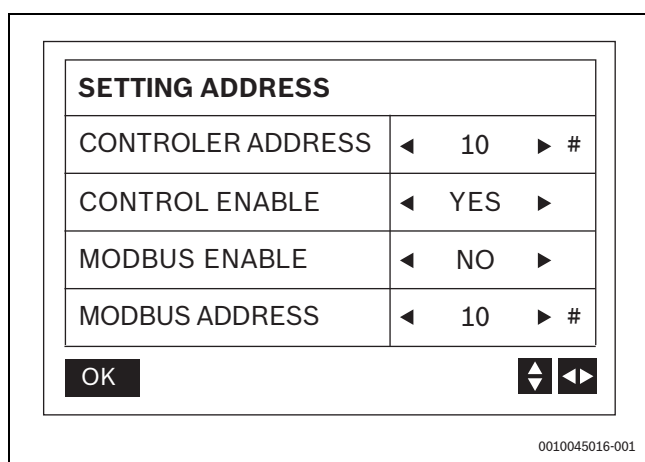 SETTING ADDRESS
CONTROLER ADDRESS ◄ 10 ► #
CONTROL ENABLE ◄ YES ►
MODBUS ENABLE ◄ NO ►
MODBUS ADDRESS ◄ 10 ► #
OK
0010045016-001